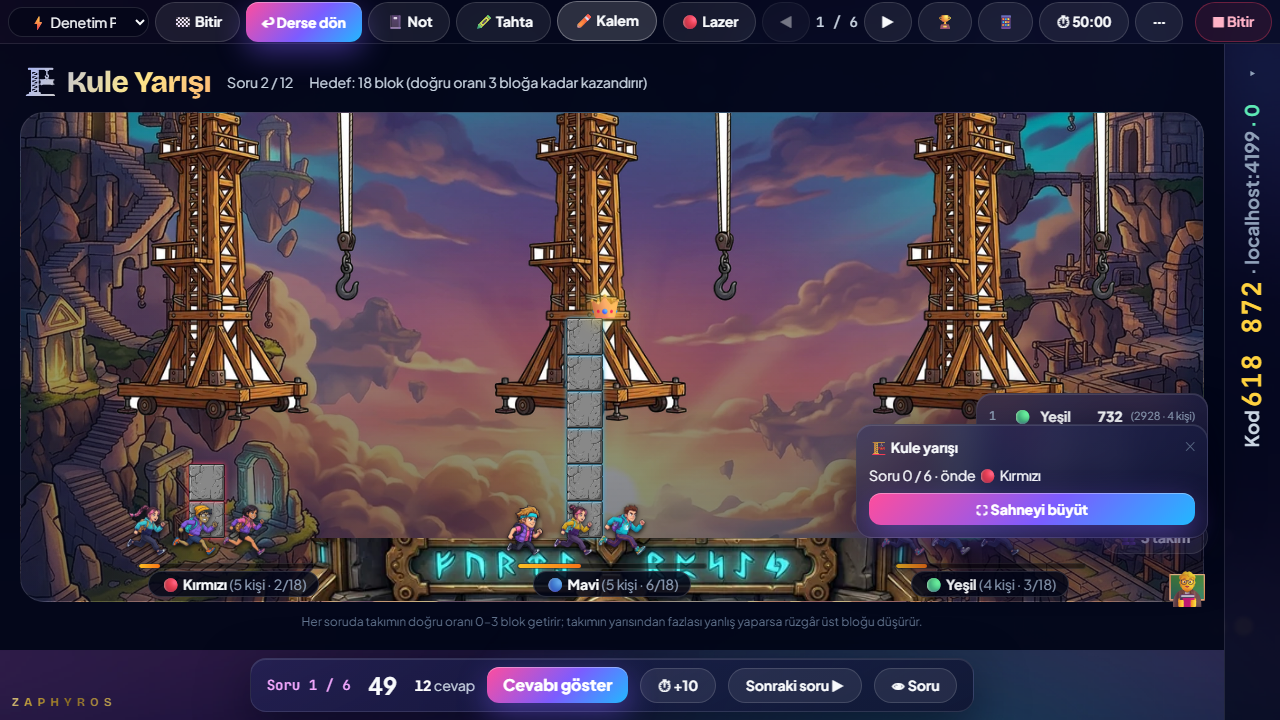 Denetim F
Bitir
Derse dön
Not
Tahta
Kalem
Lazer
1 / 6
50:00
---
Bitir
Kule Yarışı
Soru 2 / 12
Hedef: 18 blok (doğru oranı 3 bloğa kadar kazandırır)
Kod 618 872 · localhost:4199 · 0
1 Yeşil 732 (2928 · 4 kişi)
Kule yarışı
Soru 0 / 6 · önde Kırmızı
Sahneyi büyüt
3 takım
Kırmızı (5 kişi · 2/18)
Mavi (5 kişi · 6/18)
Yeşil (4 kişi · 3/18)
Her soruda takımın doğru oranı 0–3 blok getirir; takımın yarısından fazlası yanlış yaparsa rüzgâr üst bloğu düşürür.
Soru 1 / 6
49
12 cevap
Cevabı göster
+10
Sonraki soru
Soru
ZAPHYROS